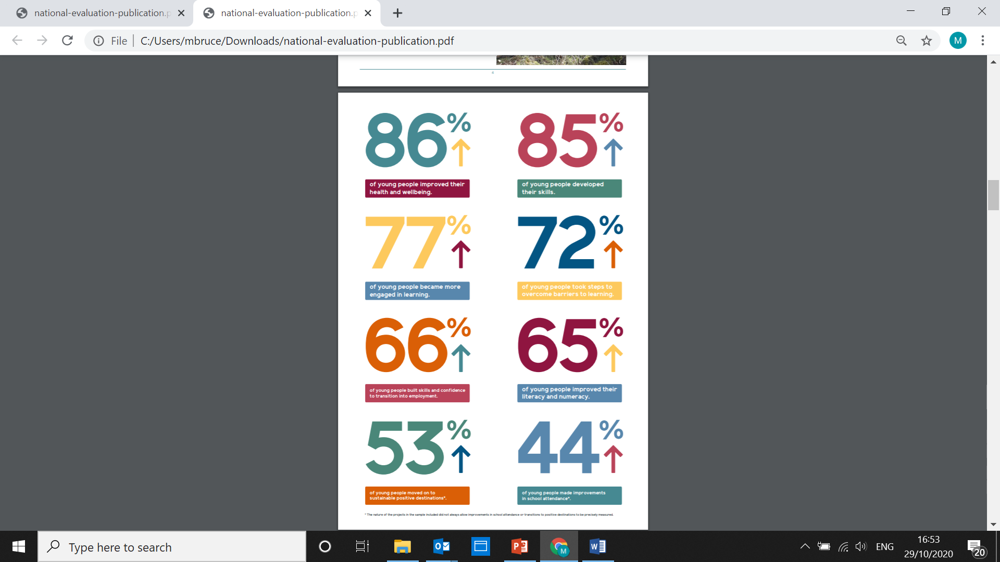 national-evaluation-publication.p
national-evaluation-publication.p
File
C:/Users/mbruce/Downloads/national-evaluation-publication.pdf
M
4
86%
of young people improved their
health and wellbeing.
85%
of young people developed
their skills.
77%
of young people became more
engaged in learning.
72%
of young people took steps to
overcome barriers to learning.
66%
of young people built skills and confidence
to transition into employment.
65%
of young people improved their
literacy and numeracy.
53%
of young people moved on to
sustainable positive destinations*.
44%
of young people made improvements
in school attendance*.
* The nature of the projects in the sample included did not always allow improvements in school attendance or transitions to positive destinations to be precisely measured.
Type here to search
ENG
16:53
29/10/2020
20